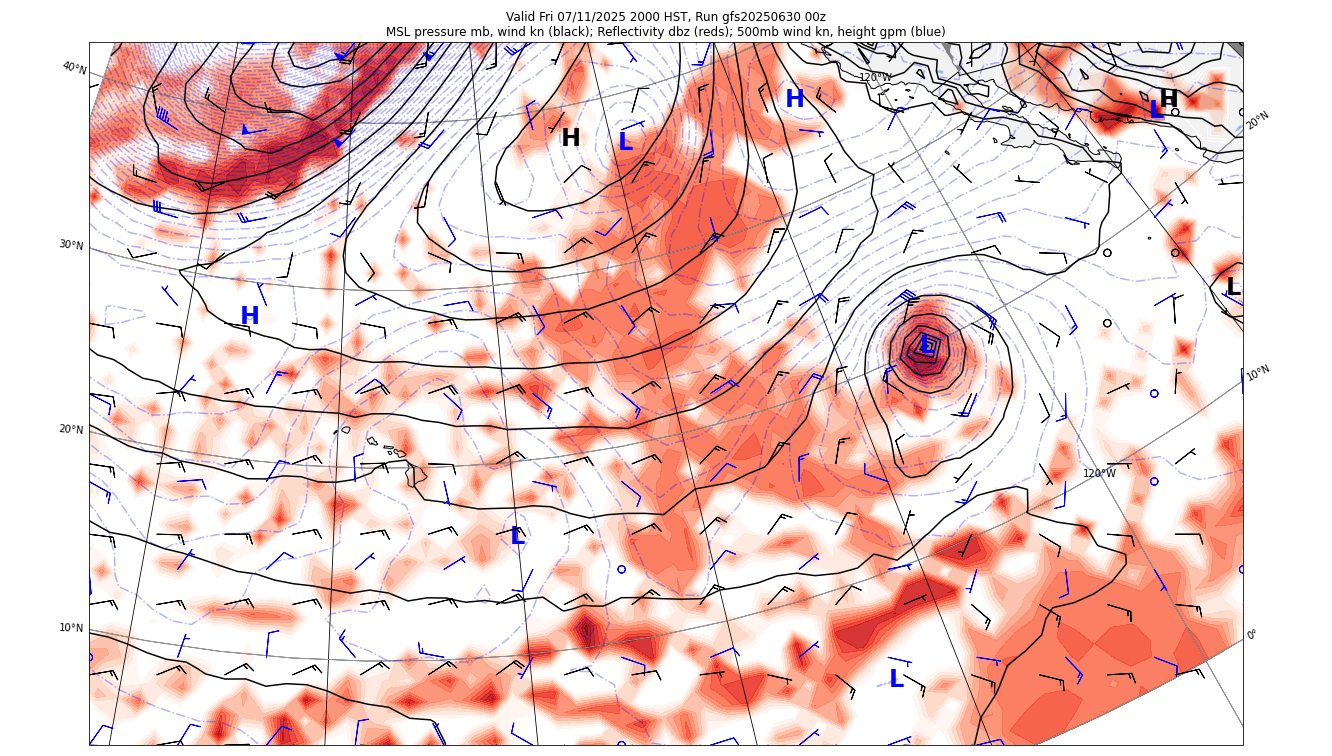 Valid Fri 07/11/2025 2000 HST, Run gfs20250630 00z
MSL pressure mb, wind kn (black); Reflectivity dbz (reds); 500mb wind kn, height gpm (blue)
40°N
120°W
H
H
L
20°N
H
L
H
L
30°N
L
H
L
10°N
20°N
120°W
L
10°N
0°
L